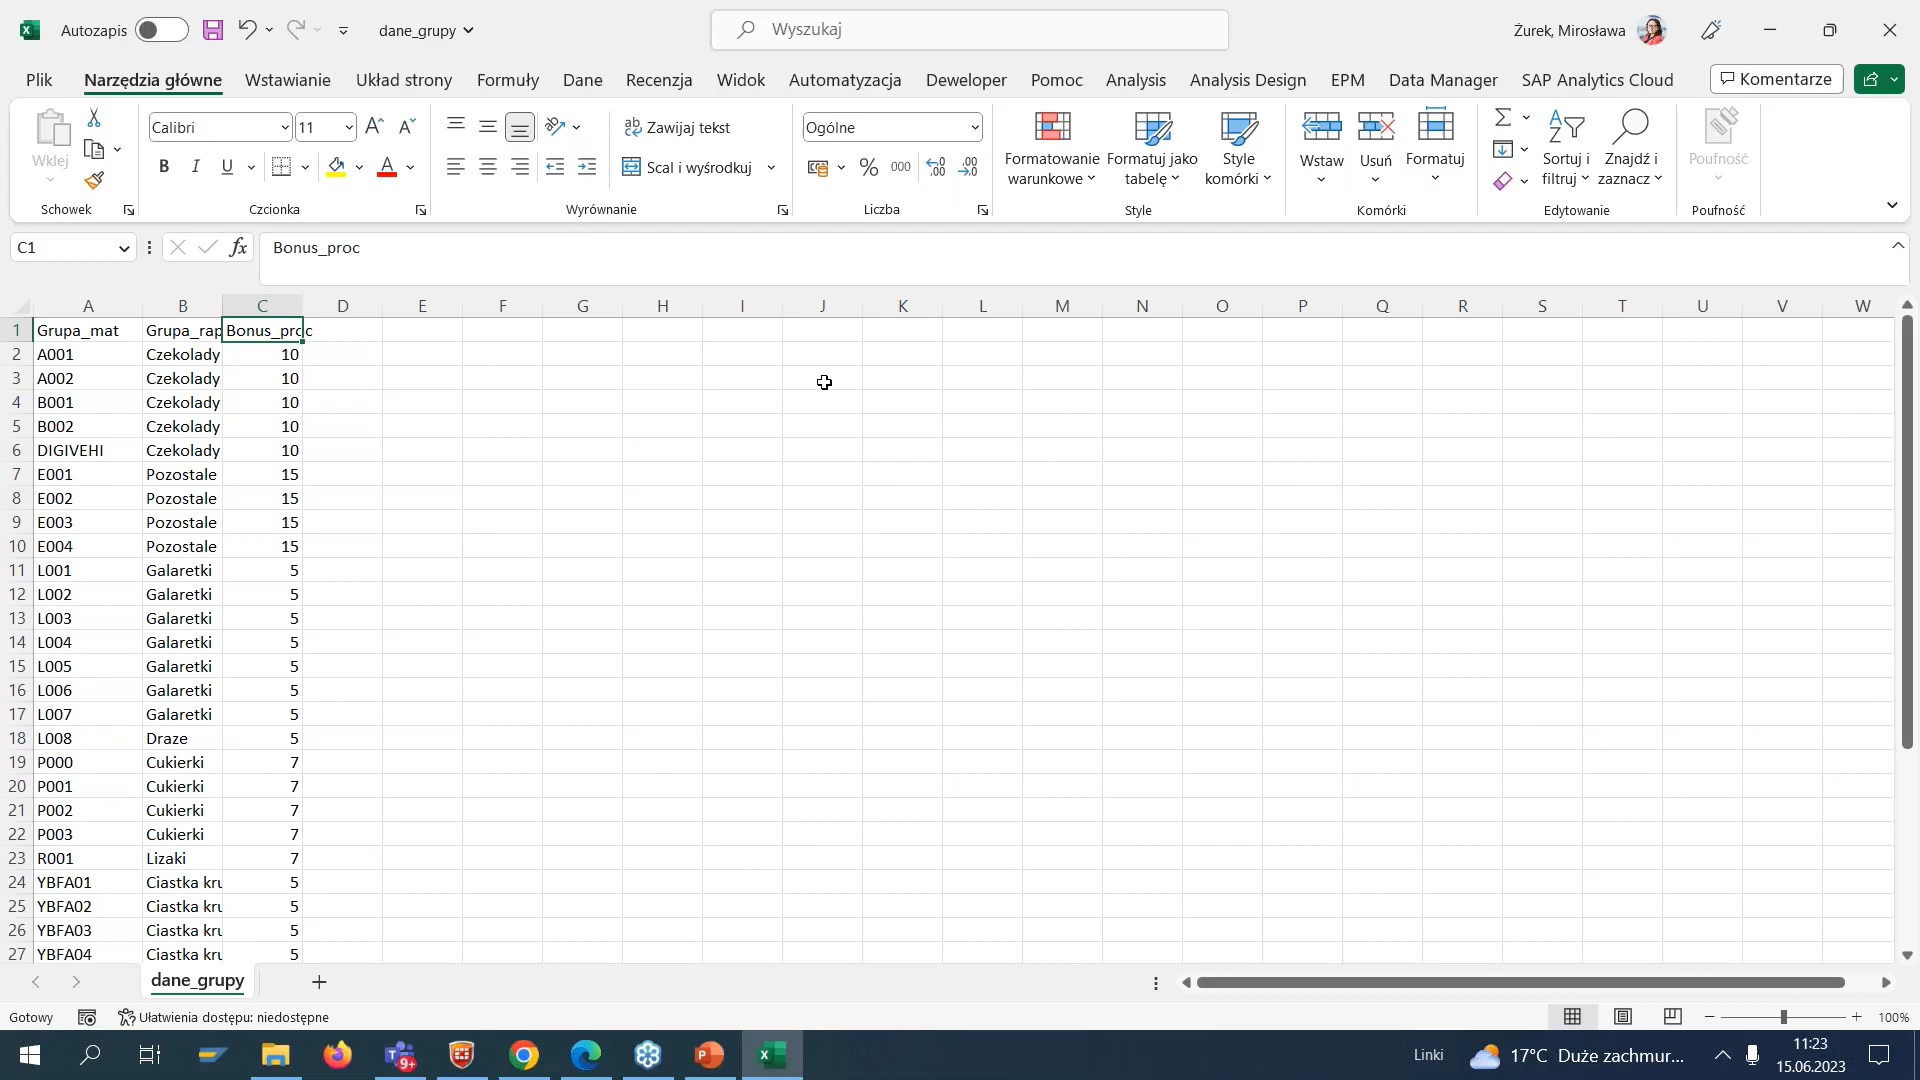 Autozapis
dane_grupy
Wyszukaj
Żurek, Mirosława
Plik Narzędzia główne Wstawianie Układ strony Formuły Dane Recenzja Widok Automatyzacja Deweloper Pomoc Analysis Analysis Design EPM Data Manager SAP Analytics Cloud Komentarze
Wklej
Calibri 11
Zawijaj tekst
Ogólne
B I U
Scal i wyśrodkuj
% 000
Formatowanie warunkowe
Formatuj jako tabelę
Style komórki
Wstaw
Usuń
Formatuj
Sortuj i filtruj
Znajdź i zaznacz
Poufność
Schowek Czcionka Wyrównanie Liczba Style Komórki Edytowanie Poufność
C1 fx Bonus_proc
A B C D E F G H I J K L M N O P Q R S T U V W
1 Grupa_mat Grupa_rap Bonus_proc
2 A001 Czekolady 10
3 A002 Czekolady 10
4 B001 Czekolady 10
5 B002 Czekolady 10
6 DIGIVEHI Czekolady 10
7 E001 Pozostale 15
8 E002 Pozostale 15
9 E003 Pozostale 15
10 E004 Pozostale 15
11 L001 Galaretki 5
12 L002 Galaretki 5
13 L003 Galaretki 5
14 L004 Galaretki 5
15 L005 Galaretki 5
16 L006 Galaretki 5
17 L007 Galaretki 5
18 L008 Draze 5
19 P000 Cukierki 7
20 P001 Cukierki 7
21 P002 Cukierki 7
22 P003 Cukierki 7
23 R001 Lizaki 7
24 YBFA01 Ciastka kru 5
25 YBFA02 Ciastka kru 5
26 YBFA03 Ciastka kru 5
27 YBFA04 Ciastka kru 5
dane_grupy
Gotowy Ułatwienia dostępu: niedostępne 100%
9+ Linki 17°C Duże zachmur... 11:23
15.06.2023